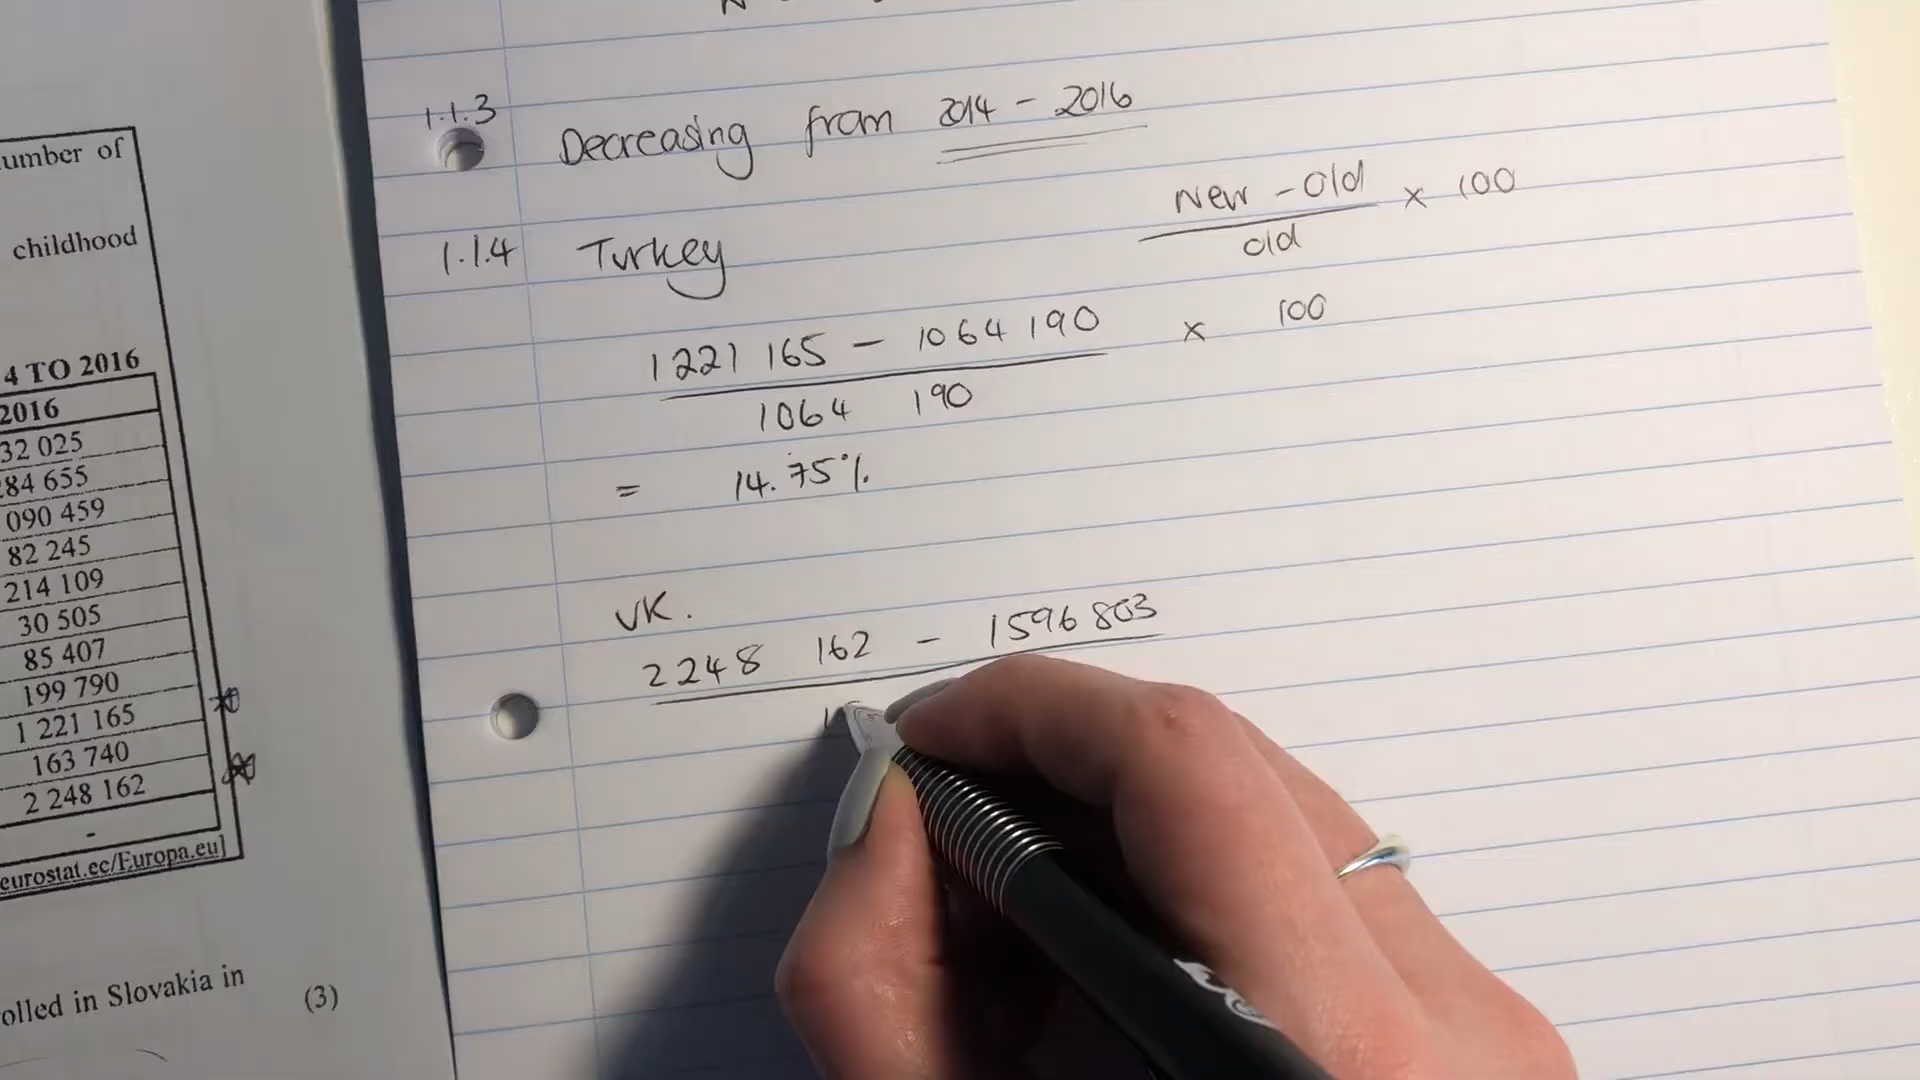 umber of
childhood
4 TO 2016
2016
32 025
284 655
090 459
82 245
214 109
30 505
85 407
199 790
1 221 165
163 740
2 248 162
-
eurostat.ec/Europa.eu]
olled in Slovakia in
(3)
1.1.3 Decreasing from 2014 - 2016
New - Old × 100
old
1.1.4 Turkey
1221 165 - 1064 190 × 100
1064 190
= 14.75%
UK.
2248 162 - 1596 803